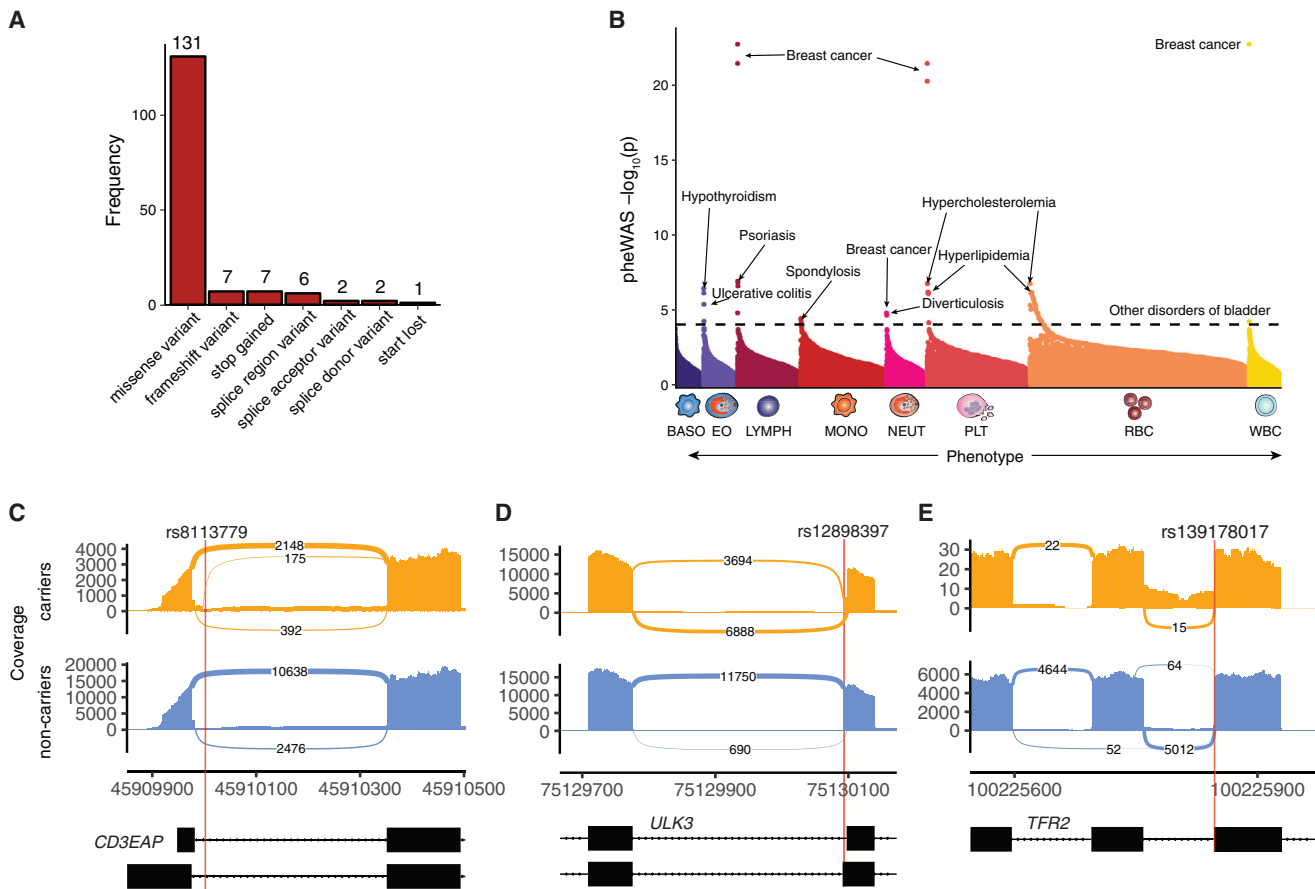 A
Frequency
100
50
0
131
7
7
6
2
2
1
missense variant
frameshift variant
stop gained
splice region variant
splice acceptor variant
splice donor variant
start lost
B
pheWAS −log10(p)
20
15
10
5
0
Breast cancer
Breast cancer
Hypothyroidism
Psoriasis
Ulcerative colitis
Spondylosis
Breast cancer
Diverticulosis
Hypercholesterolemia
Hyperlipidemia
Other disorders of bladder
BASO
EO
LYMPH
MONO
NEUT
PLT
RBC
WBC
Phenotype
C
rs8113779
Coverage
carriers
non−carriers
4000
3000
2000
1000
0
2148
175
392
20000
15000
10000
5000
0
10638
2476
45909900
45910100
45910300
45910500
CD3EAP
D
rs12898397
15000
10000
5000
0
3694
6888
15000
10000
5000
0
11750
690
75129700
75129900
75130100
ULK3
E
rs139178017
30
20
10
0
22
15
6000
4000
2000
0
4644
64
52
5012
100225600
100225900
TFR2